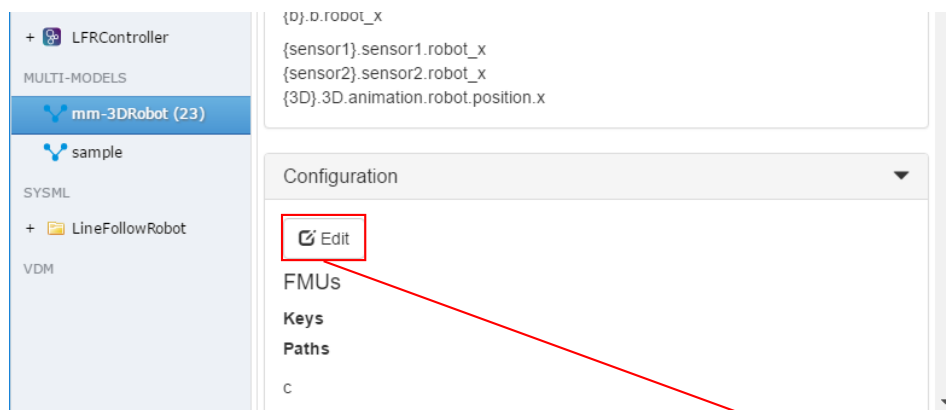 + LFRController
MULTI-MODELS
mm-3DRobot (23)
sample
SYSML
+ LineFollowRobot
VDM
{b}.b.robot_x
{sensor1}.sensor1.robot_x
{sensor2}.sensor2.robot_x
{3D}.3D.animation.robot.position.x
Configuration
Edit
FMUs
Keys
Paths
c